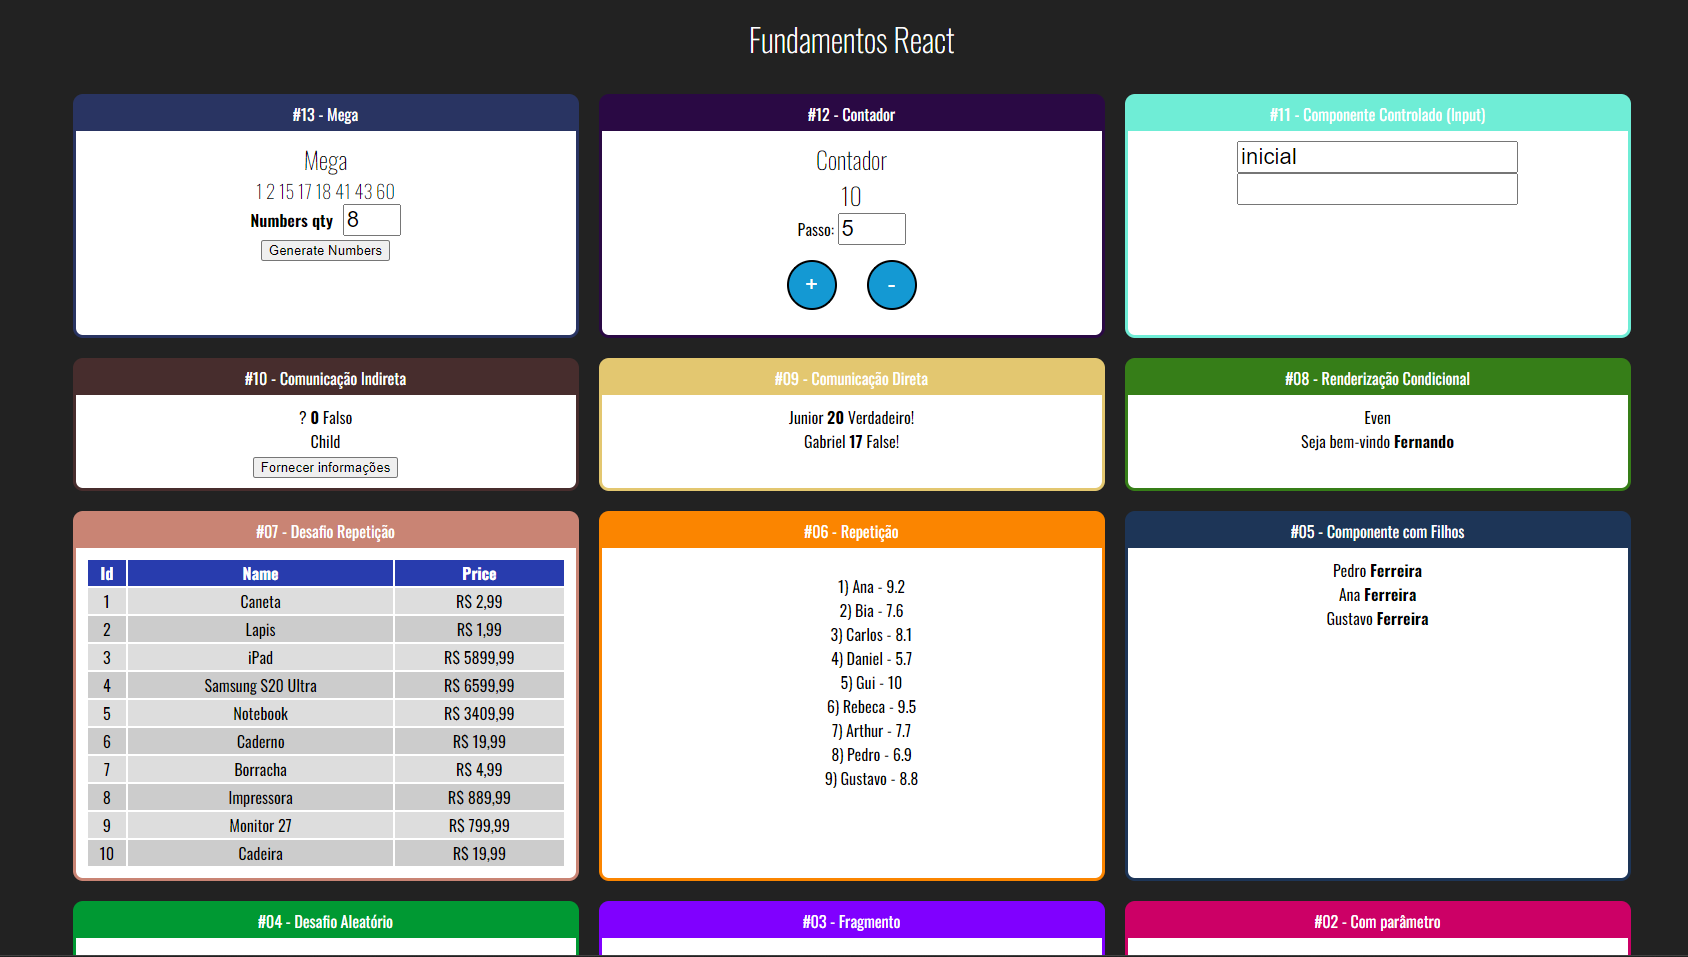 Fundamentos React
#13 - Mega
Mega
1 2 15 17 18 41 43 60
Numbers qty 8
Generate Numbers
#12 - Contador
Contador
10
Passo: 5
+ -
#11 - Componente Controlado (Input)
inicial
#10 - Comunicação Indireta
? 0 Falso
Child
Fornecer informações
#09 - Comunicação Direta
Junior 20 Verdadeiro!
Gabriel 17 False!
#08 - Renderização Condicional
Even
Seja bem-vindo Fernando
#07 - Desafio Repetição
Id Name Price
1 Caneta R$ 2,99
2 Lapis R$ 1,99
3 iPad R$ 5899,99
4 Samsung S20 Ultra R$ 6599,99
5 Notebook R$ 3409,99
6 Caderno R$ 19,99
7 Borracha R$ 4,99
8 Impressora R$ 889,99
9 Monitor 27 R$ 799,99
10 Cadeira R$ 19,99
#06 - Repetição
1) Ana - 9.2
2) Bia - 7.6
3) Carlos - 8.1
4) Daniel - 5.7
5) Gui - 10
6) Rebeca - 9.5
7) Arthur - 7.7
8) Pedro - 6.9
9) Gustavo - 8.8
#05 - Componente com Filhos
Pedro Ferreira
Ana Ferreira
Gustavo Ferreira
#04 - Desafio Aleatório
#03 - Fragmento
#02 - Com parâmetro